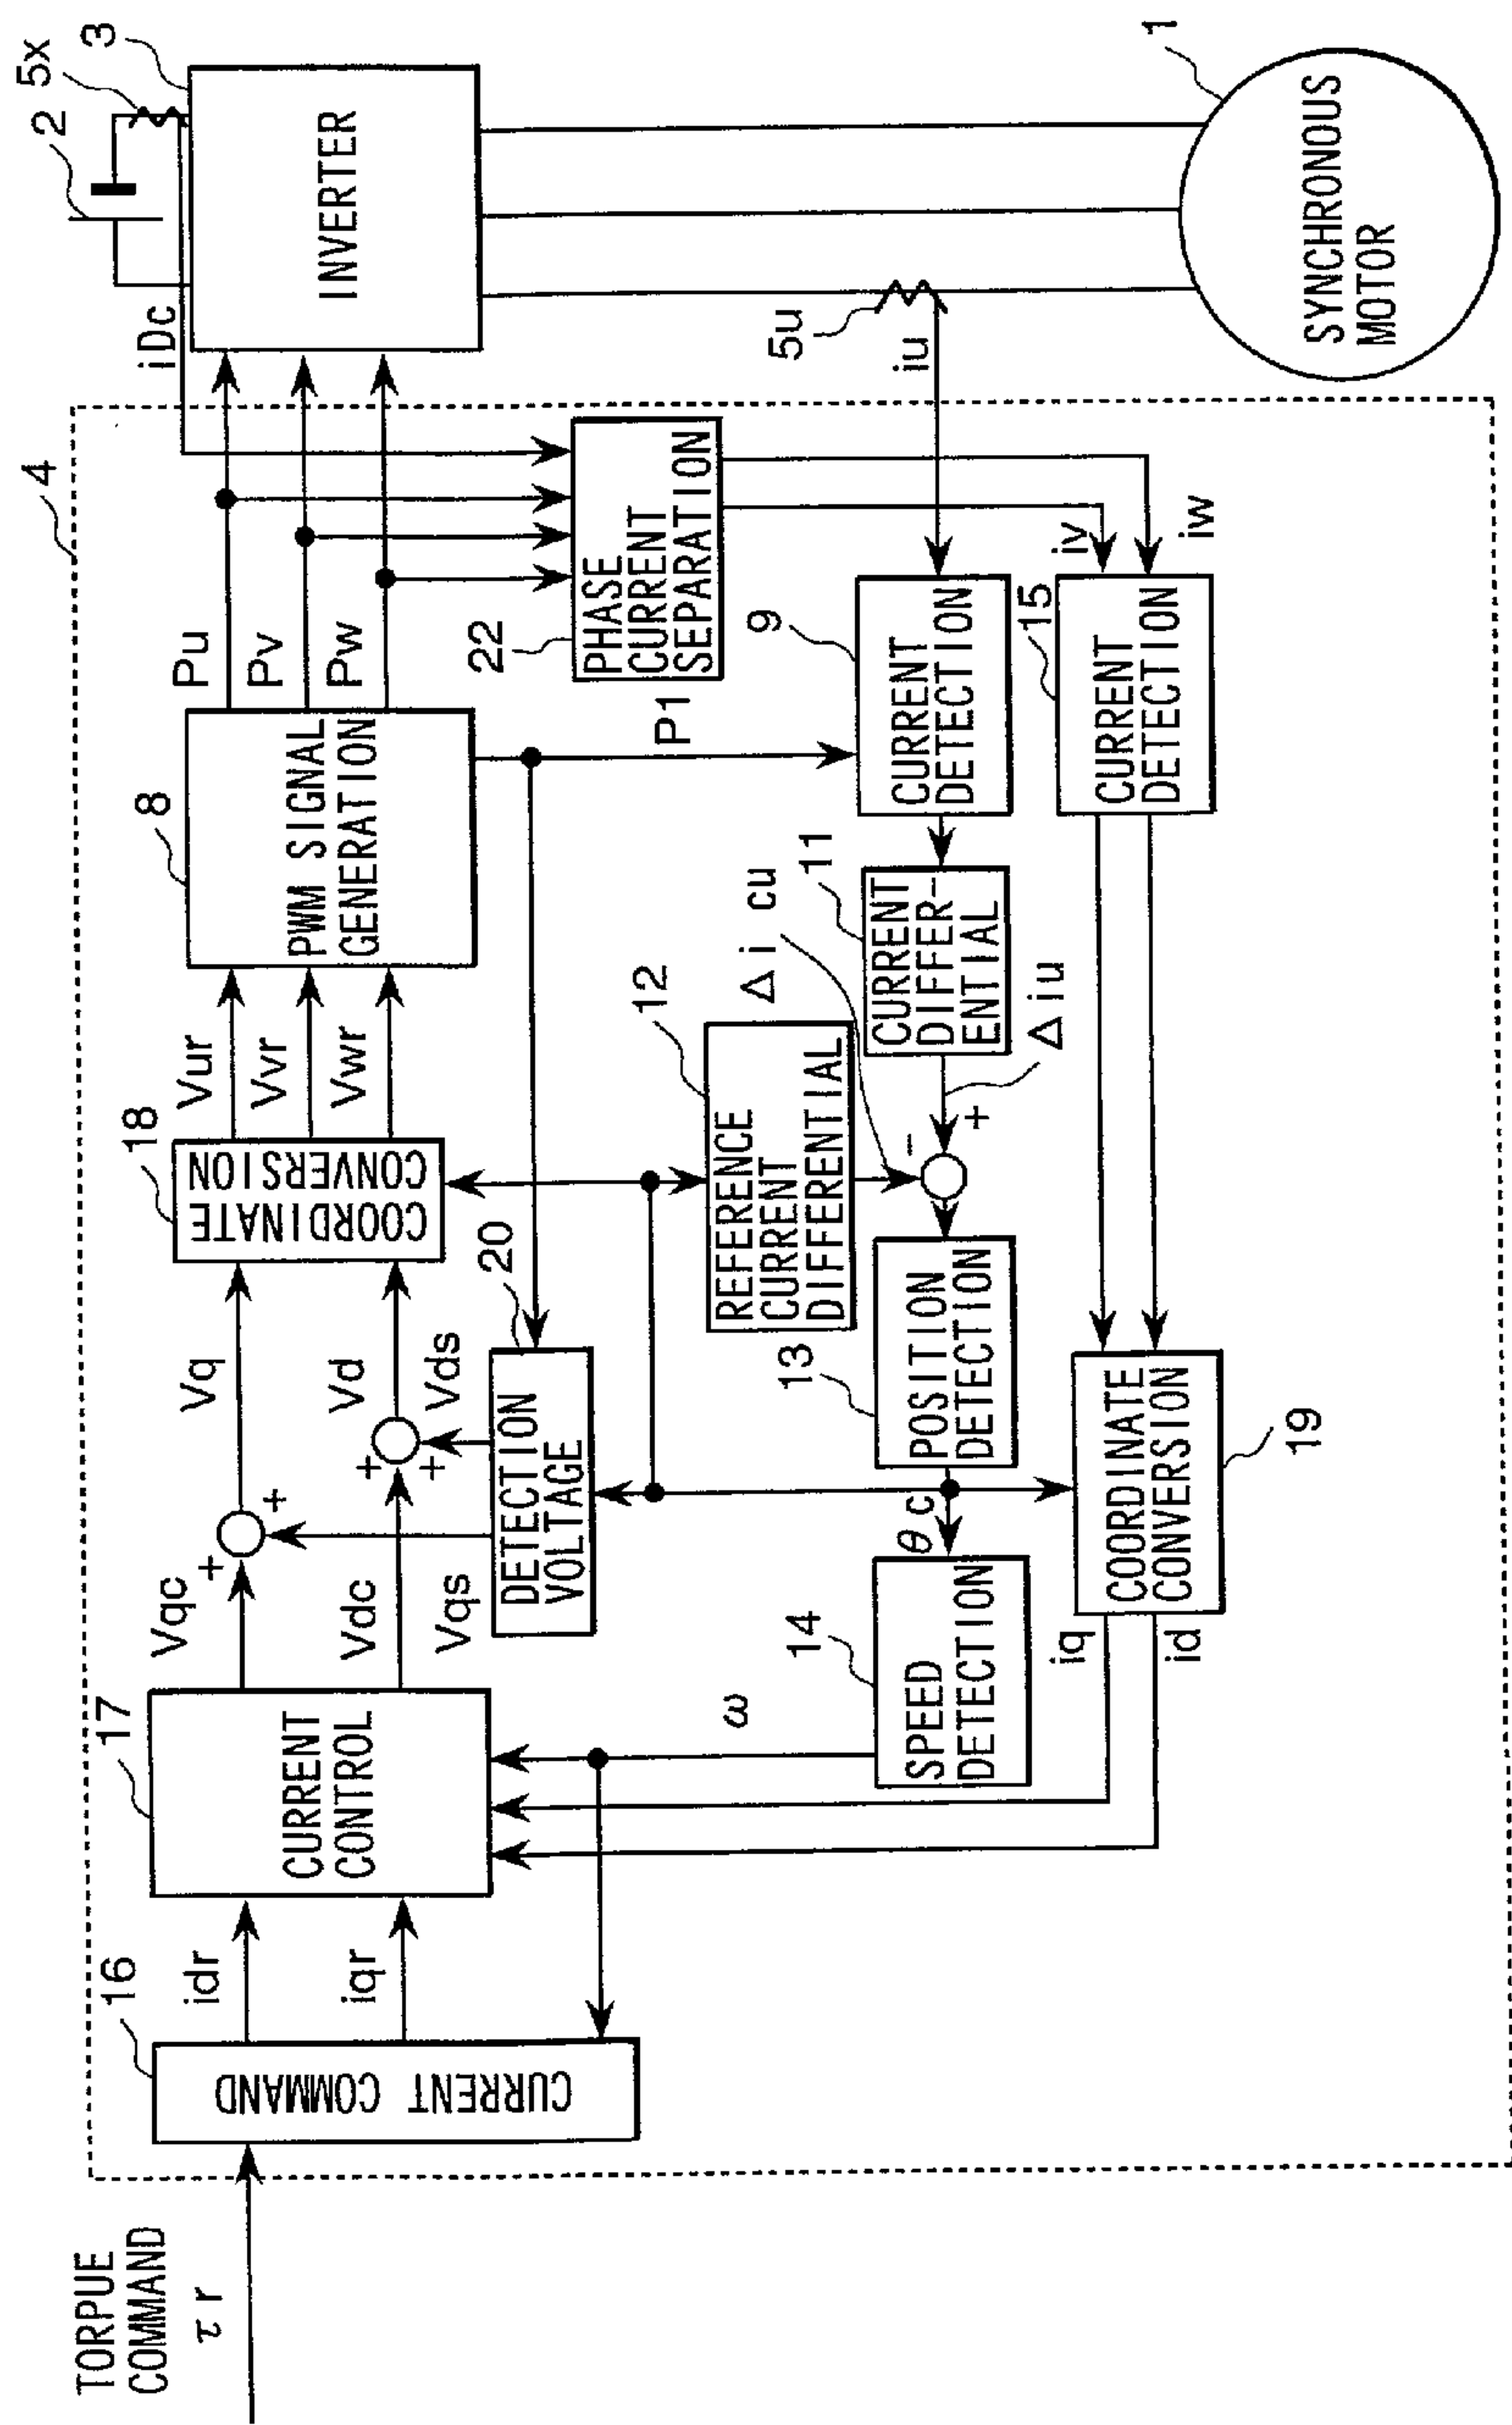 TORPUE
COMMAND
τr
4
16
CURRENT COMMAND
idr
iqr
17
CURRENT
CONTROL
Vqc
Vdc
Vqs
+
+
+
+
Vq
Vd
Vds
20
DETECTION
VOLTAGE
18
COORDINATE
CONVERSION
Vur
Vvr
Vwr
8
PWM SIGNAL
GENERATION
Pu
Pv
Pw
P1
iDc
2
5x
3
INVERTER
22
PHASE
CURRENT
SEPARATION
12
REFERENCE
CURRENT
DIFFERENTIAL
Δi cu
11
CURRENT
DIFFER-
ENTIAL
Δiu
-
+
9
CURRENT
DETECTION
5u
iu
13
POSITION
DETECTION
θc
14
SPEED
DETECTION
ω
15
CURRENT
DETECTION
iv
iw
19
COORDINATE
CONVERSION
iq
id
1
SYNCHRONOUS
MOTOR